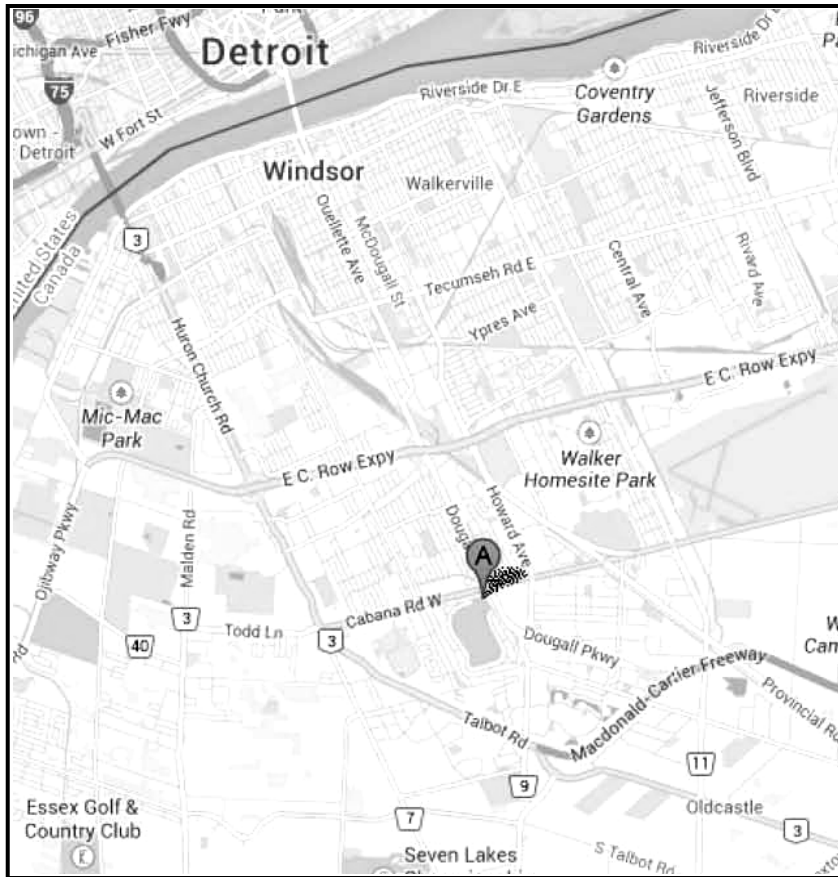 96
Fisher Fwy
Detroit
ichigan Ave
75
W Fort St
own -
Detroit
Riverside Dr E
Riverside Dr E
Coventry
Gardens
Jefferson Blvd
Riverside
Windsor
Walkerville
United States
Canada
3
Ouellette Ave
McDougall St
Tecumseh Rd E
Central Ave
Rivard Ave
Ypres Ave
Huron Church Rd
E C. Row Expy
Mic-Mac
Park
E C. Row Expy
Walker
Homesite Park
Ojibway Pkwy
Malden Rd
Howard Ave
A
Cabana Rd W
3
Todd Ln
3
40
Rd
Dougall Pkwy
Macdonald-Cartier Freeway
Provincial Rd
Talbot Rd
11
9
Oldcastle
3
Essex Golf &
Country Club
7
S Talbot Rd
Seven Lakes